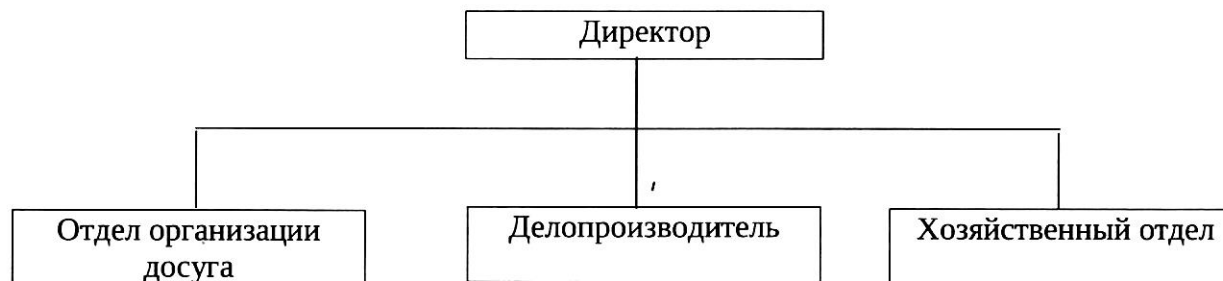 Директор
Отдел организации
досуга
Делопроизводитель
Хозяйственный отдел